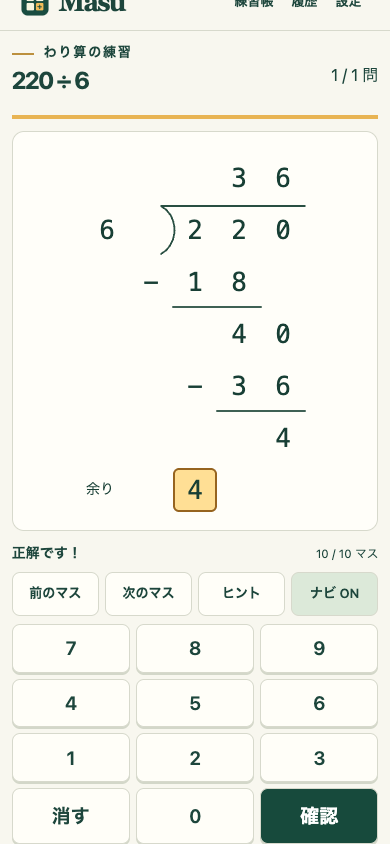 Masu
練習帳 履歴 設定
わり算の練習
220÷6
1 / 1 問
3 6
6 ) 2 2 0
− 1 8
4 0
− 3 6
4
余り 4
正解です！
10 / 10 マス
前のマス 次のマス ヒント ナビ ON
7 8 9
4 5 6
1 2 3
消す 0 確認